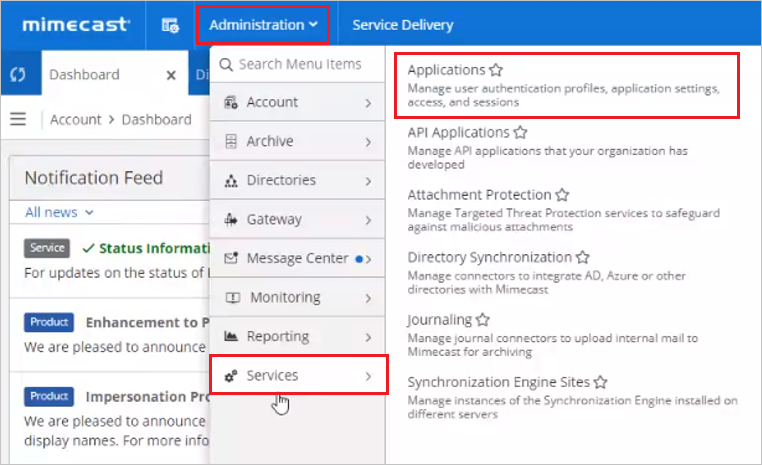 mimecast
Administration
Service Delivery
Dashboard
Di
Account > Dashboard
Notification Feed
All news
Service Status Informati
For updates on the status of
Product Enhancement to P
We are pleased to announce
Product Impersonation Pro
We are pleased to announce
display names. For more info
Search Menu Items
Account
Archive
Directories
Gateway
Message Center
Monitoring
Reporting
Services
Applications
Manage user authentication profiles, application settings,
access, and sessions
API Applications
Manage API applications that your organization has
developed
Attachment Protection
Manage Targeted Threat Protection services to safeguard
against malicious attachments
Directory Synchronization
Manage connectors to integrate AD, Azure or other
directories with Mimecast
Journaling
Manage journal connectors to upload internal mail to
Mimecast for archiving
Synchronization Engine Sites
Manage instances of the Synchronization Engine installed on
different servers